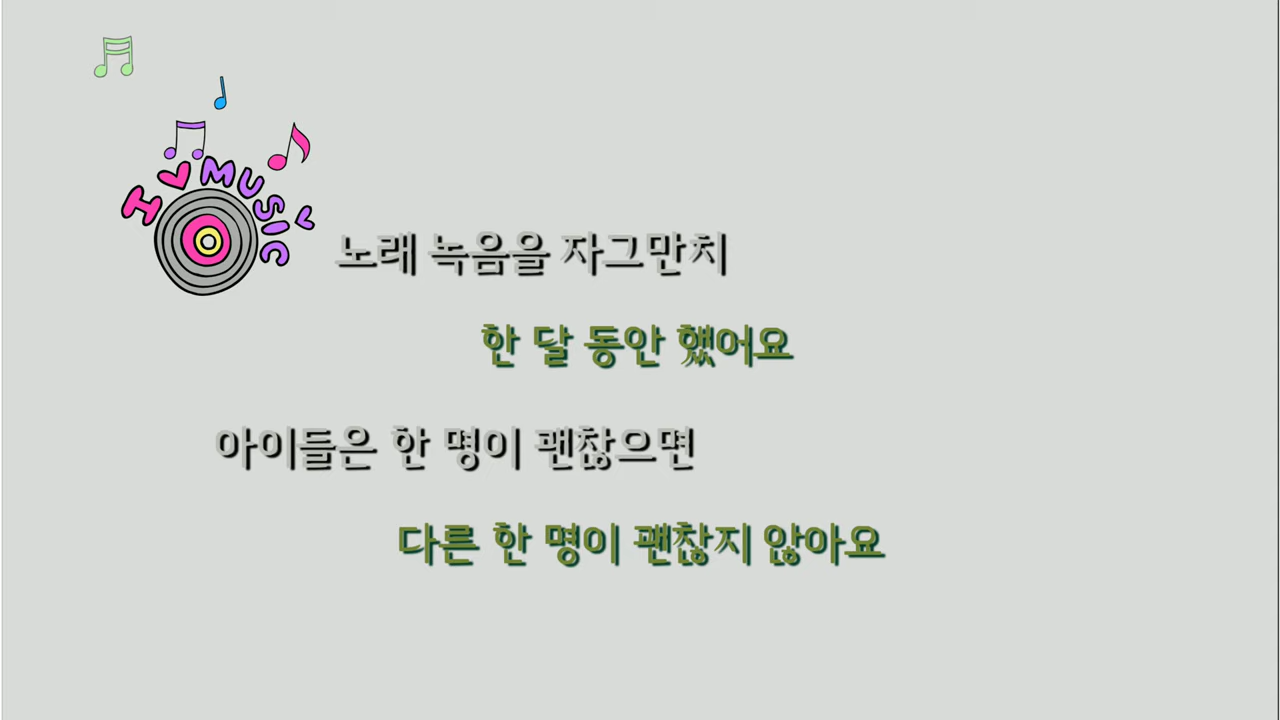 I ♥ MUSIC
노래 녹음을 자그만치
한 달 동안 했어요
아이들은 한 명이 괜찮으면
다른 한 명이 괜찮지 않아요